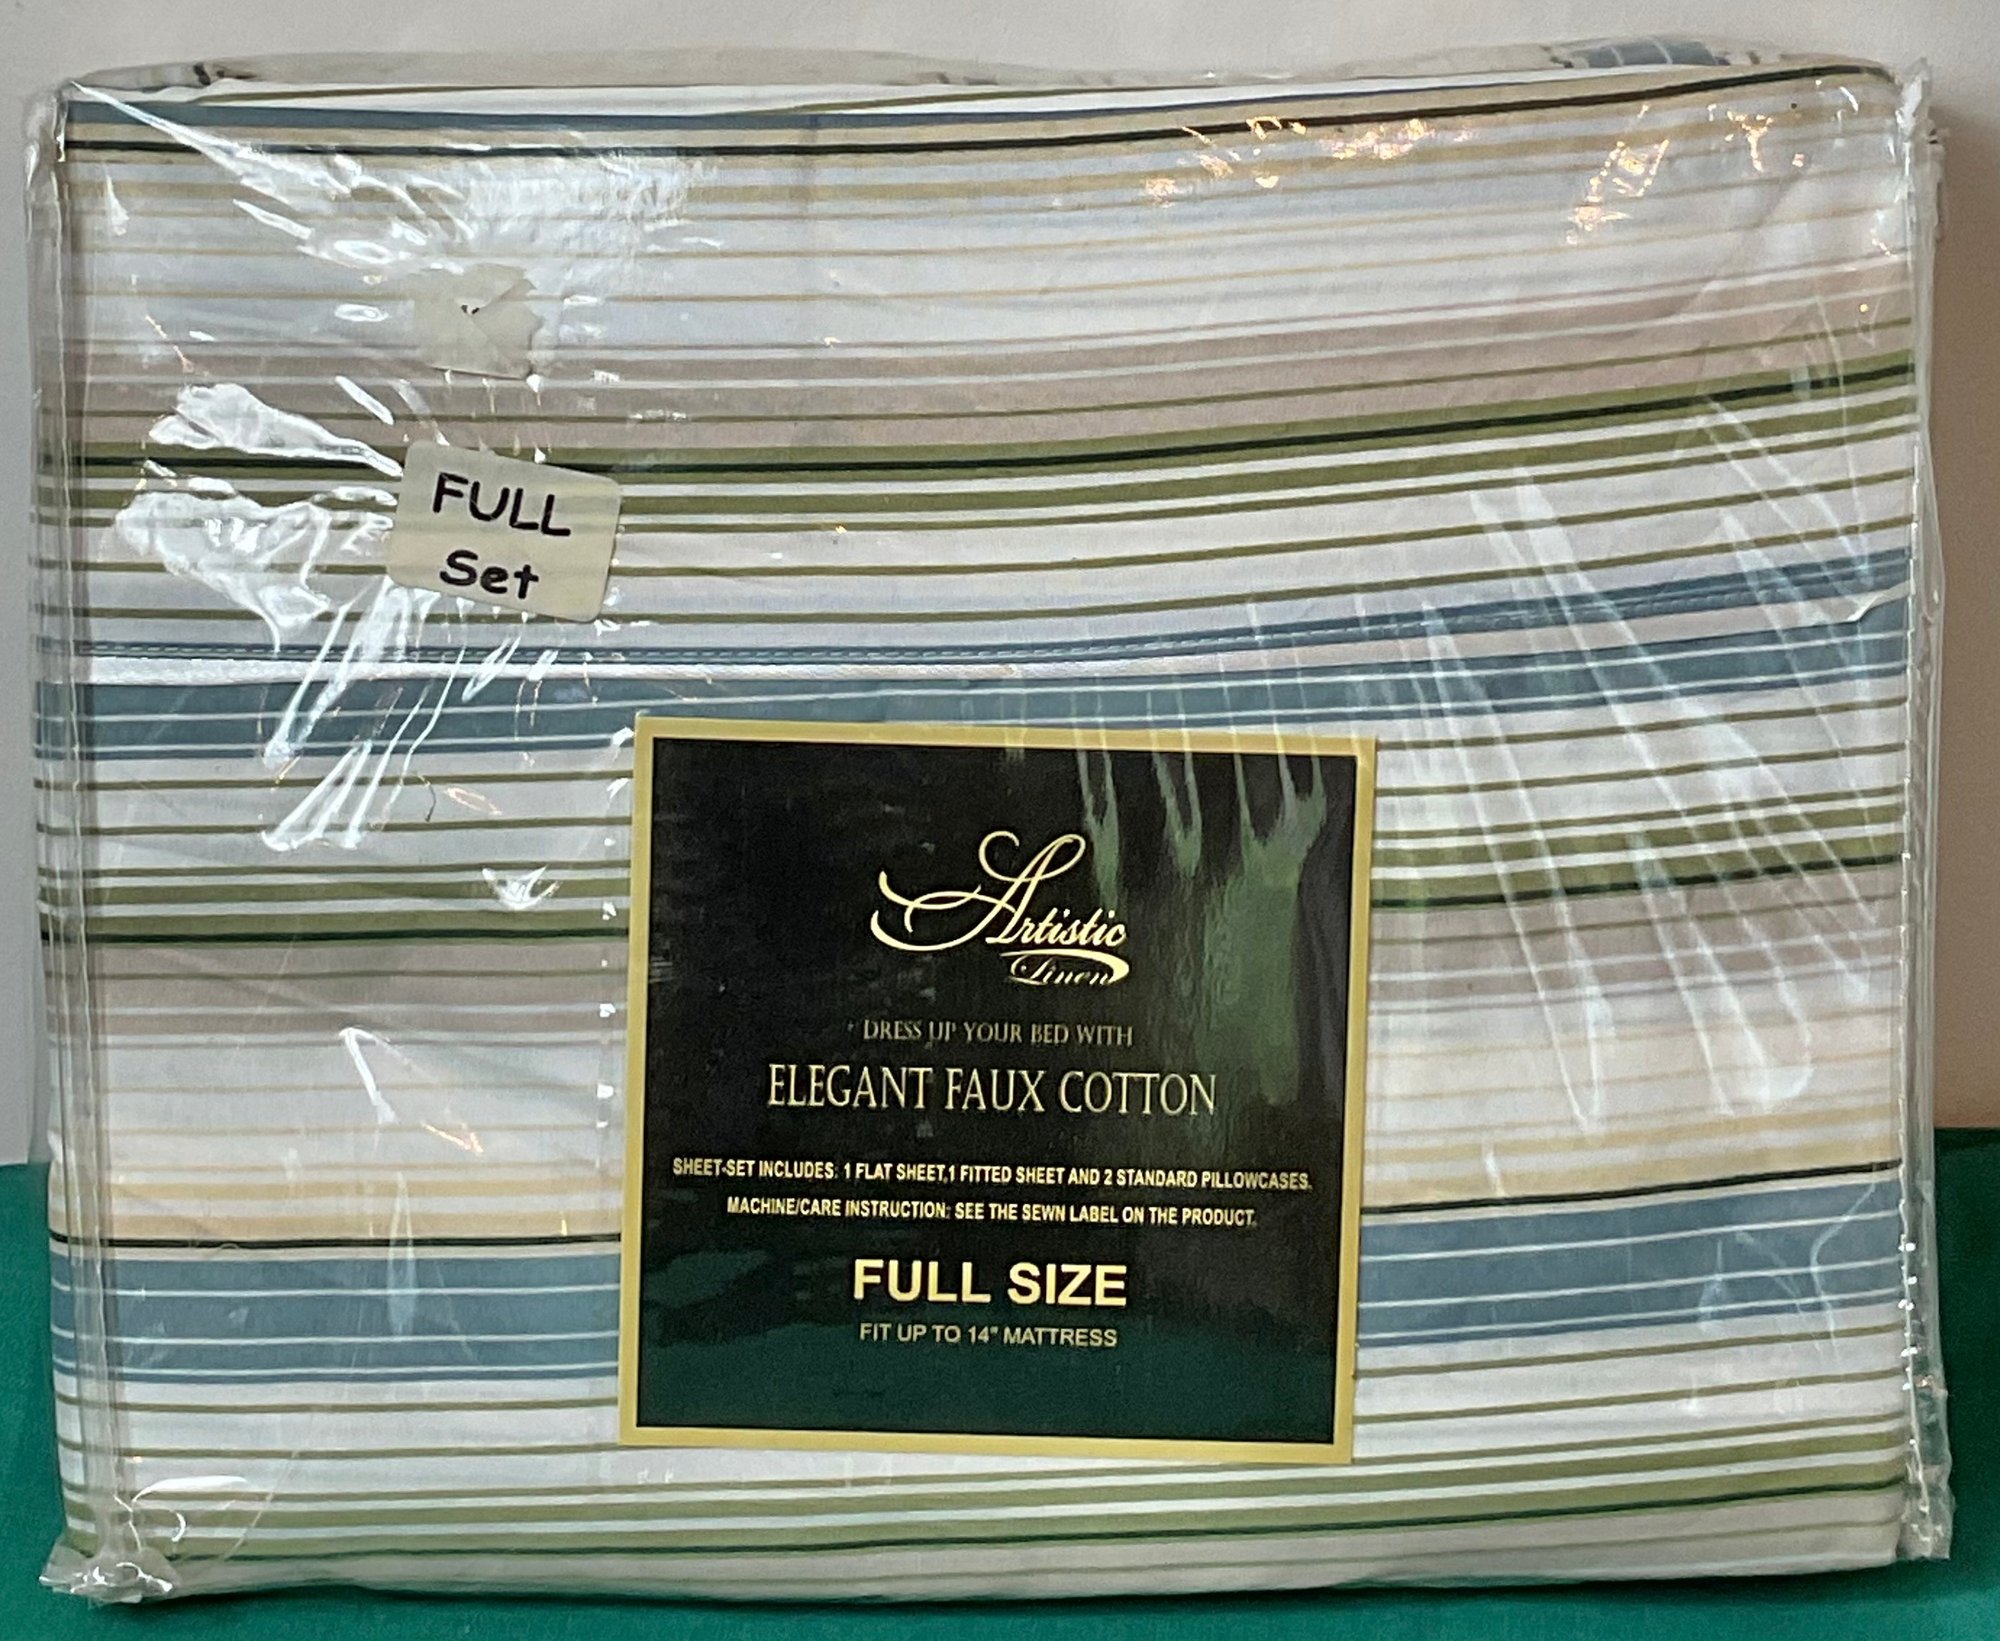 FULL
Set
Artistic
Linen
DRESS UP YOUR BED WITH
ELEGANT FAUX COTTON
SHEET-SET INCLUDES: 1 FLAT SHEET,1 FITTED SHEET AND 2 STANDARD PILLOWCASES.
MACHINE/CARE INSTRUCTION: SEE THE SEWN LABEL ON THE PRODUCT.
FULL SIZE
FIT UP TO 14" MATTRESS